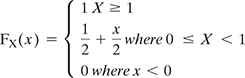 1 X ≥ 1
F_X(x) = { 1/2 + x/2 where 0 ≤ X < 1
0 where x < 0